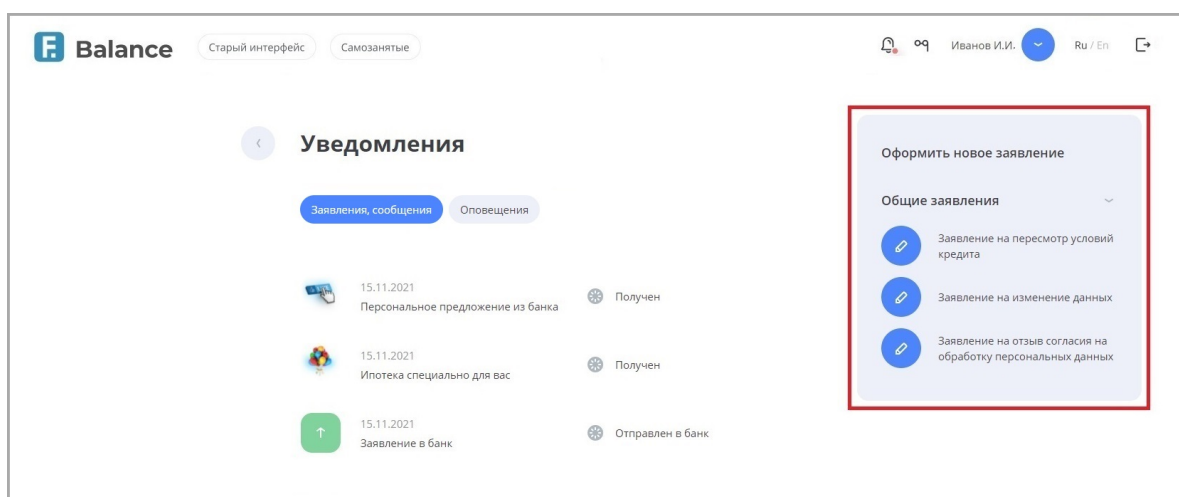 Balance
Старый интерфейс
Самозанятые
Иванов И.И.
Ru / En
Уведомления
Заявления, сообщения
Оповещения
15.11.2021
Персональное предложение из банка
Получен
15.11.2021
Ипотека специально для вас
Получен
15.11.2021
Заявление в банк
Отправлен в банк
Оформить новое заявление
Общие заявления
Заявление на пересмотр условий
кредита
Заявление на изменение данных
Заявление на отзыв согласия на
обработку персональных данных